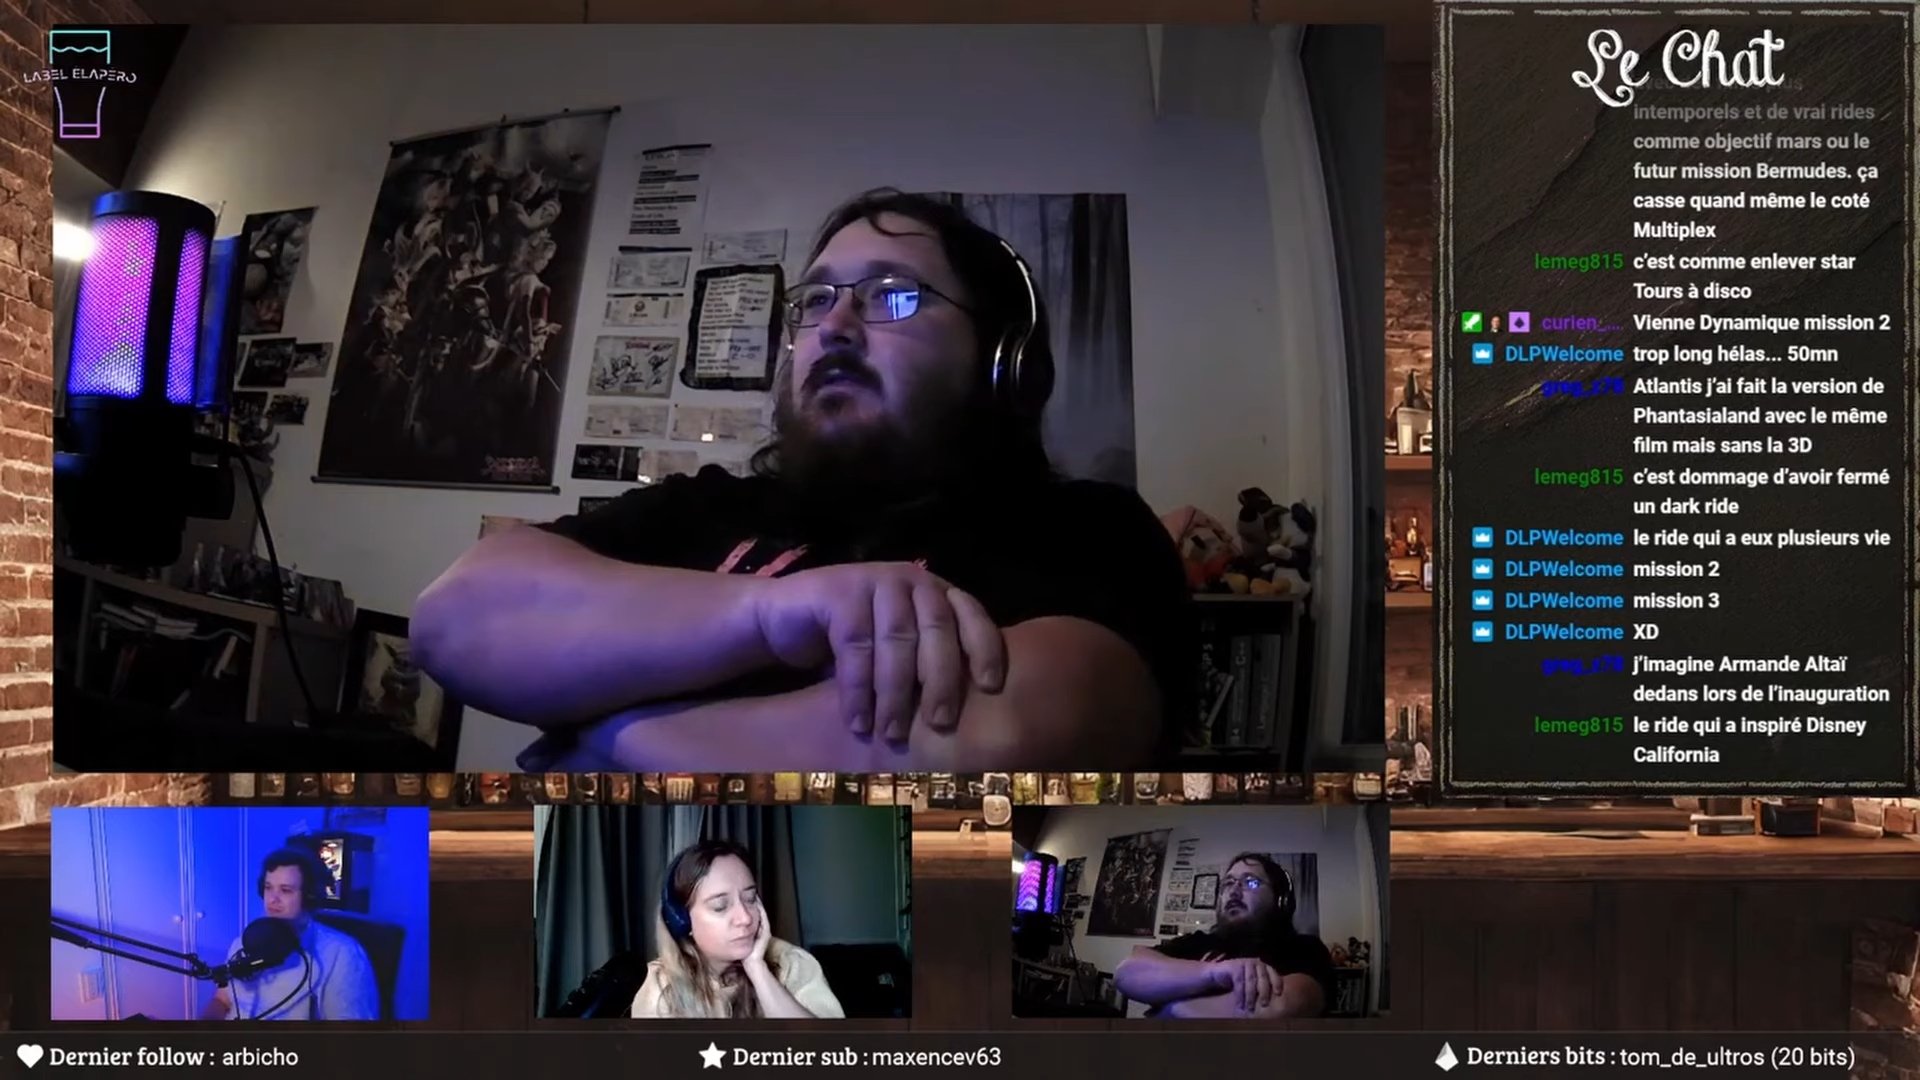 LABEL ÉLAPÉRO
Le Chat
intemporels et de vrai rides
comme objectif mars ou le
futur mission Bermudes. ça
casse quand même le coté
Multiplex
lemeg815 c'est comme enlever star
Tours à disco
curien_.... Vienne Dynamique mission 2
DLPWelcome trop long hélas... 50mn
greg_z78 Atlantis j'ai fait la version de
Phantasialand avec le même
film mais sans la 3D
lemeg815 c'est dommage d'avoir fermé
un dark ride
DLPWelcome le ride qui a eux plusieurs vie
DLPWelcome mission 2
DLPWelcome mission 3
DLPWelcome XD
greg_z78 j'imagine Armande Altaï
dedans lors de l'inauguration
lemeg815 le ride qui a inspiré Disney
California
Dernier follow : arbicho
Dernier sub : maxencev63
Derniers bits : tom_de_ultros (20 bits)